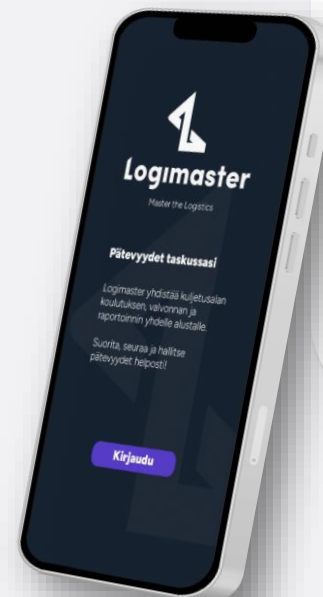 Logimaster
Master the Logistics
Pätevyydet taskussasi
Logimaster yhdistää kuljetusalan
koulutuksen, valvonnan ja
raportoinnin yhdelle alustalle.
Suorita, seuraa ja hallitse
pätevyydet helposti!
Kirjaudu